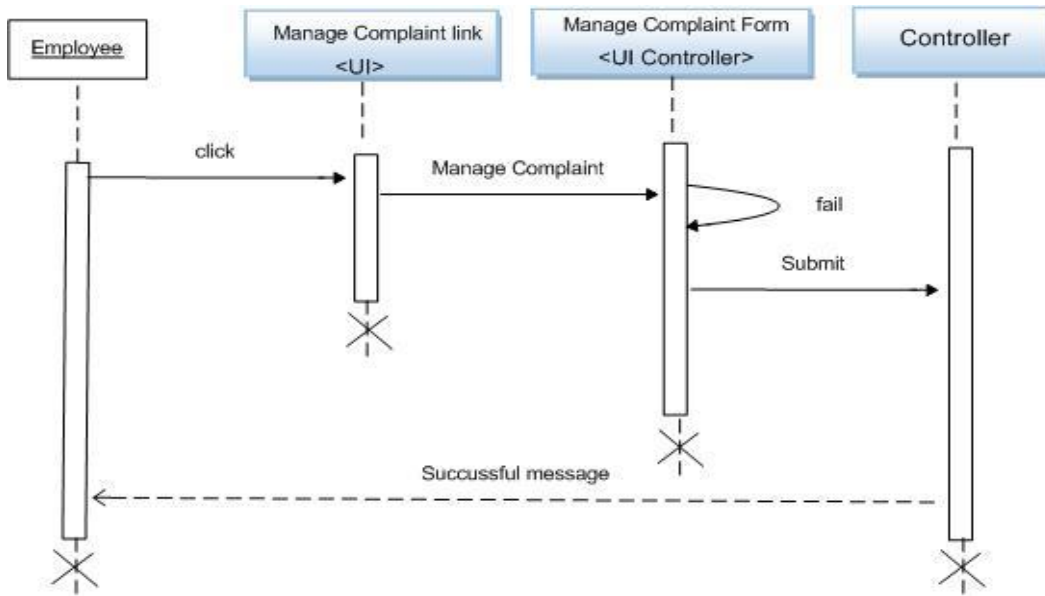 Employee
Manage Complaint link
<UI>
Manage Complaint Form
<UI Controller>
Controller
click
Manage Complaint
fail
Submit
Succussful message